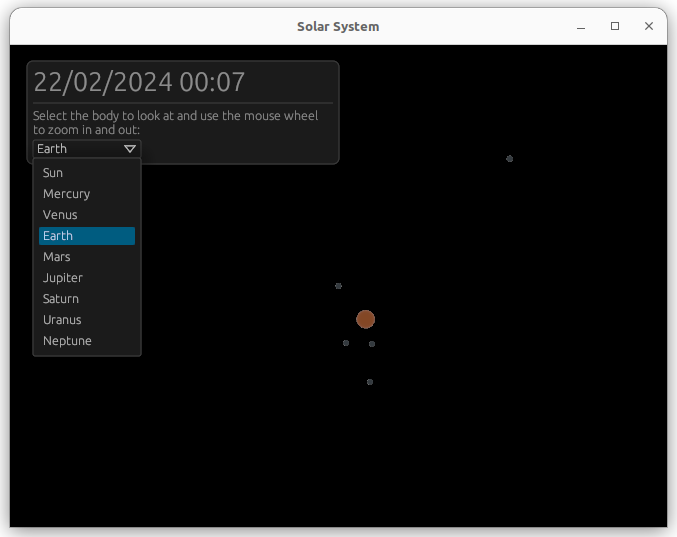 Solar System
22/02/2024 00:07
Select the body to look at and use the mouse wheel
to zoom in and out:
Earth
Sun
Mercury
Venus
Earth
Mars
Jupiter
Saturn
Uranus
Neptune